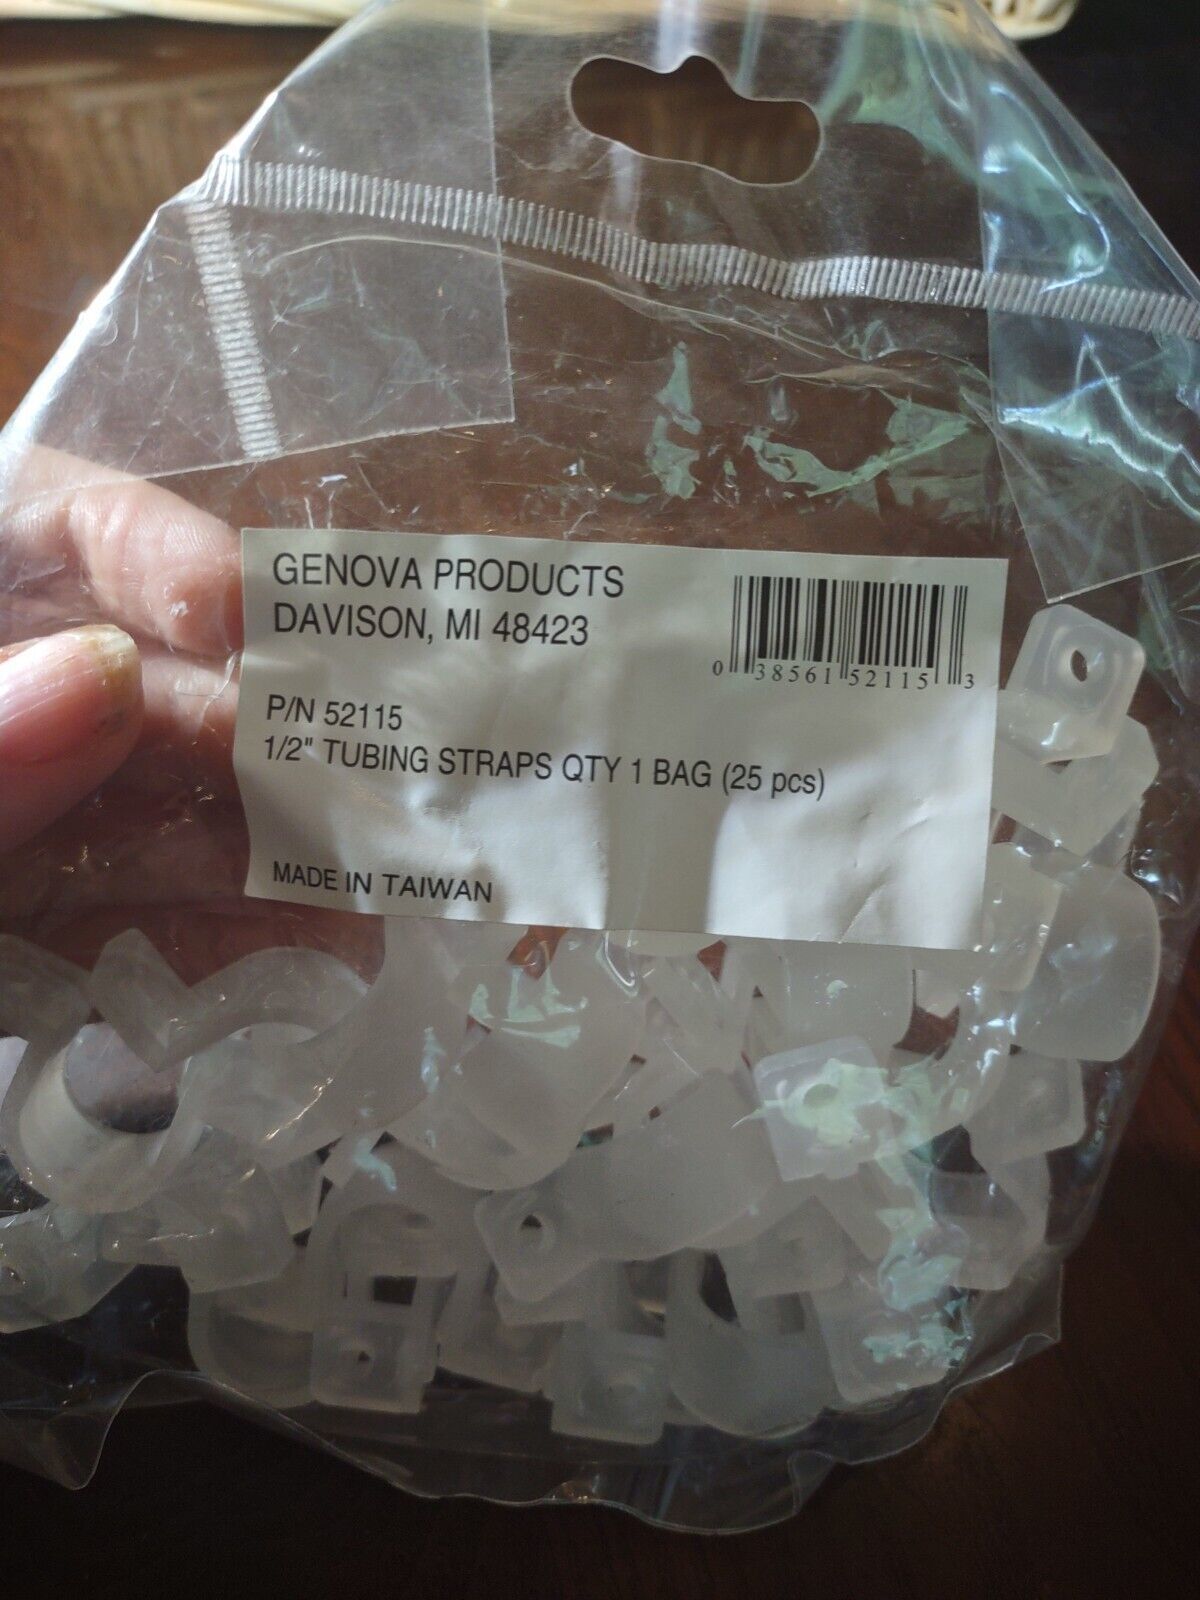 GENOVA PRODUCTS
DAVISON, MI 48423
0 38561 52115 3
P/N 52115
1/2" TUBING STRAPS QTY 1 BAG (25 pcs)
MADE IN TAIWAN